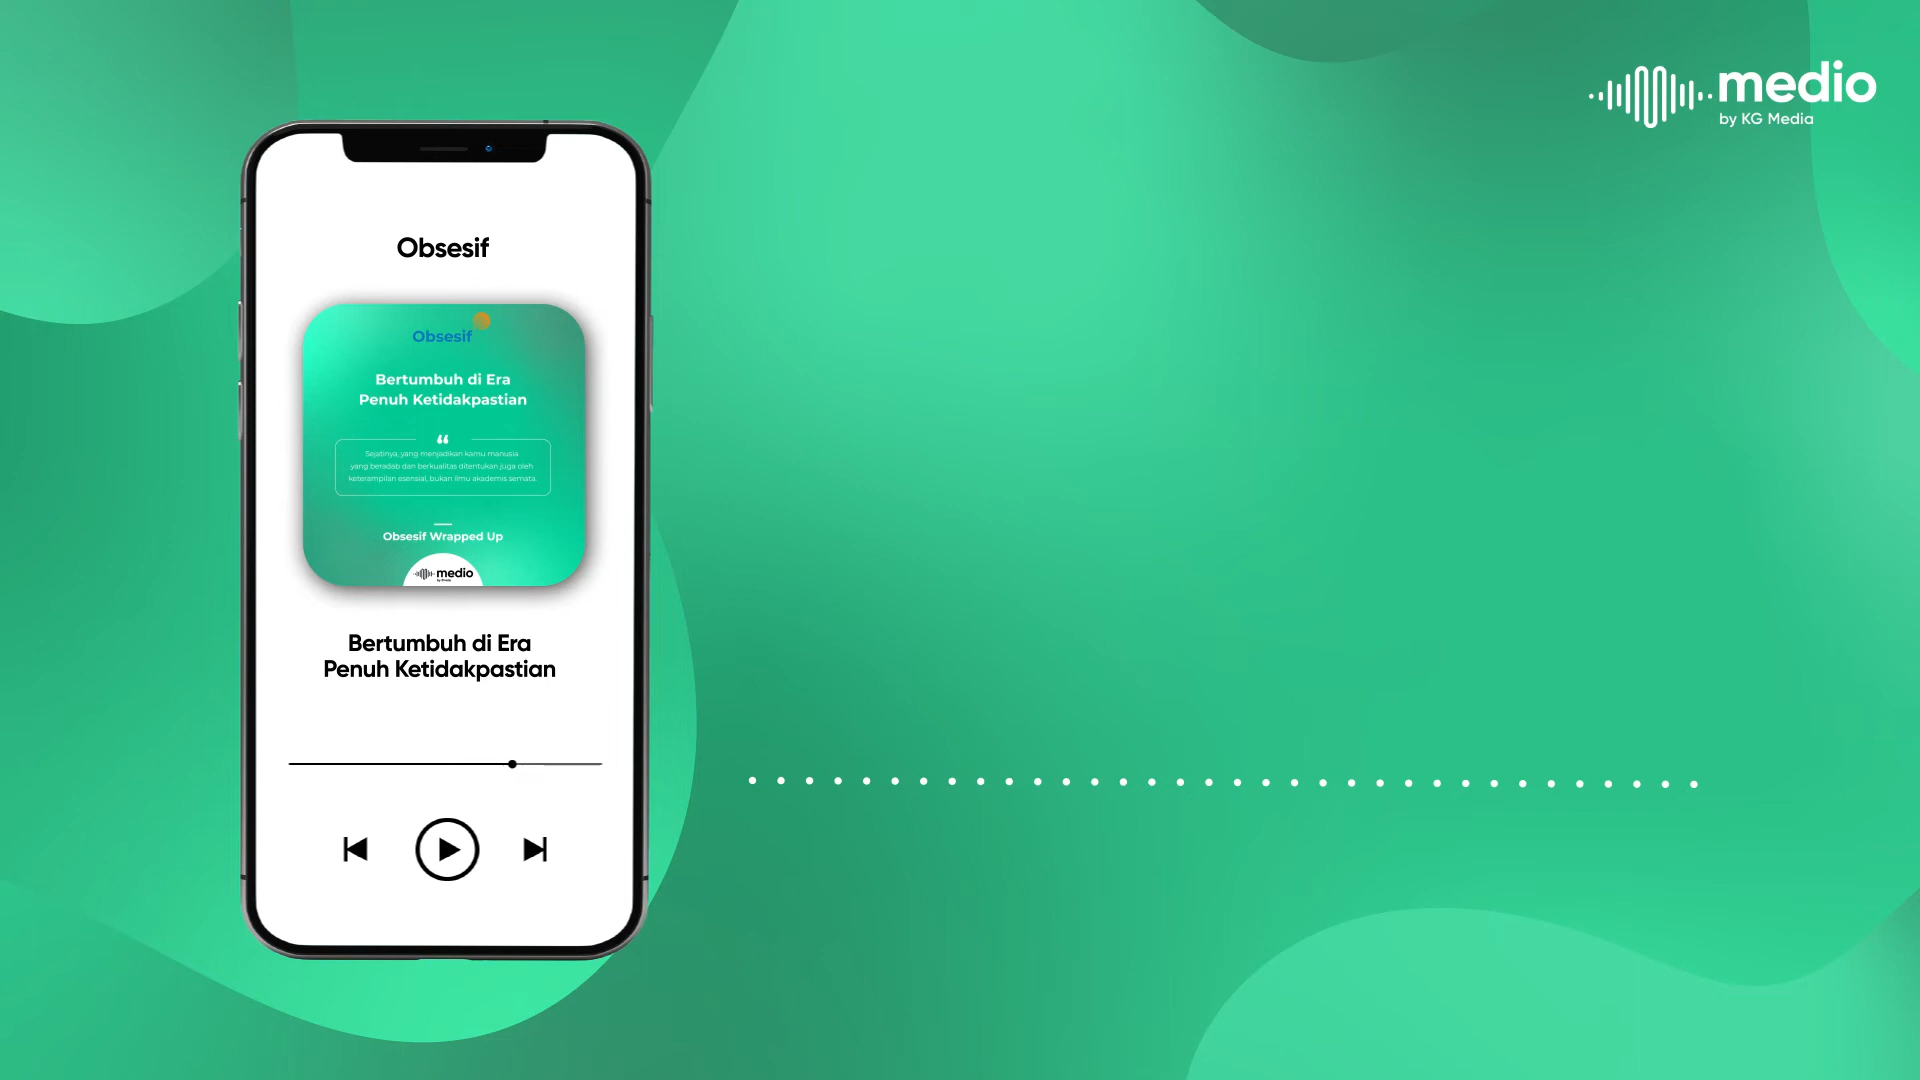 medio
by KG Media
Obsesif
Obsesif
Bertumbuh di Era
Penuh Ketidakpastian
“
Sejatinya, yang menjadikan kamu manusia
yang beradab dan berkualitas ditentukan juga oleh
keterampilan esensial, bukan ilmu akademis semata.
Obsesif Wrapped Up
medio
Bertumbuh di Era
Penuh Ketidakpastian